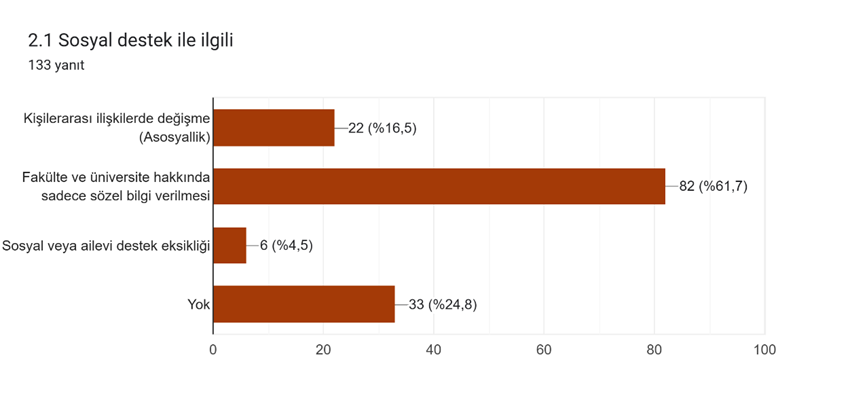 2.1 Sosyal destek ile ilgili
133 yanıt
Kişilerarası ilişkilerde değişme
(Asosyallik)
22 (%16,5)
Fakülte ve üniversite hakkında
sadece sözel bilgi verilmesi
82 (%61,7)
Sosyal veya ailevi destek eksikliği
6 (%4,5)
Yok
33 (%24,8)
0 20 40 60 80 100